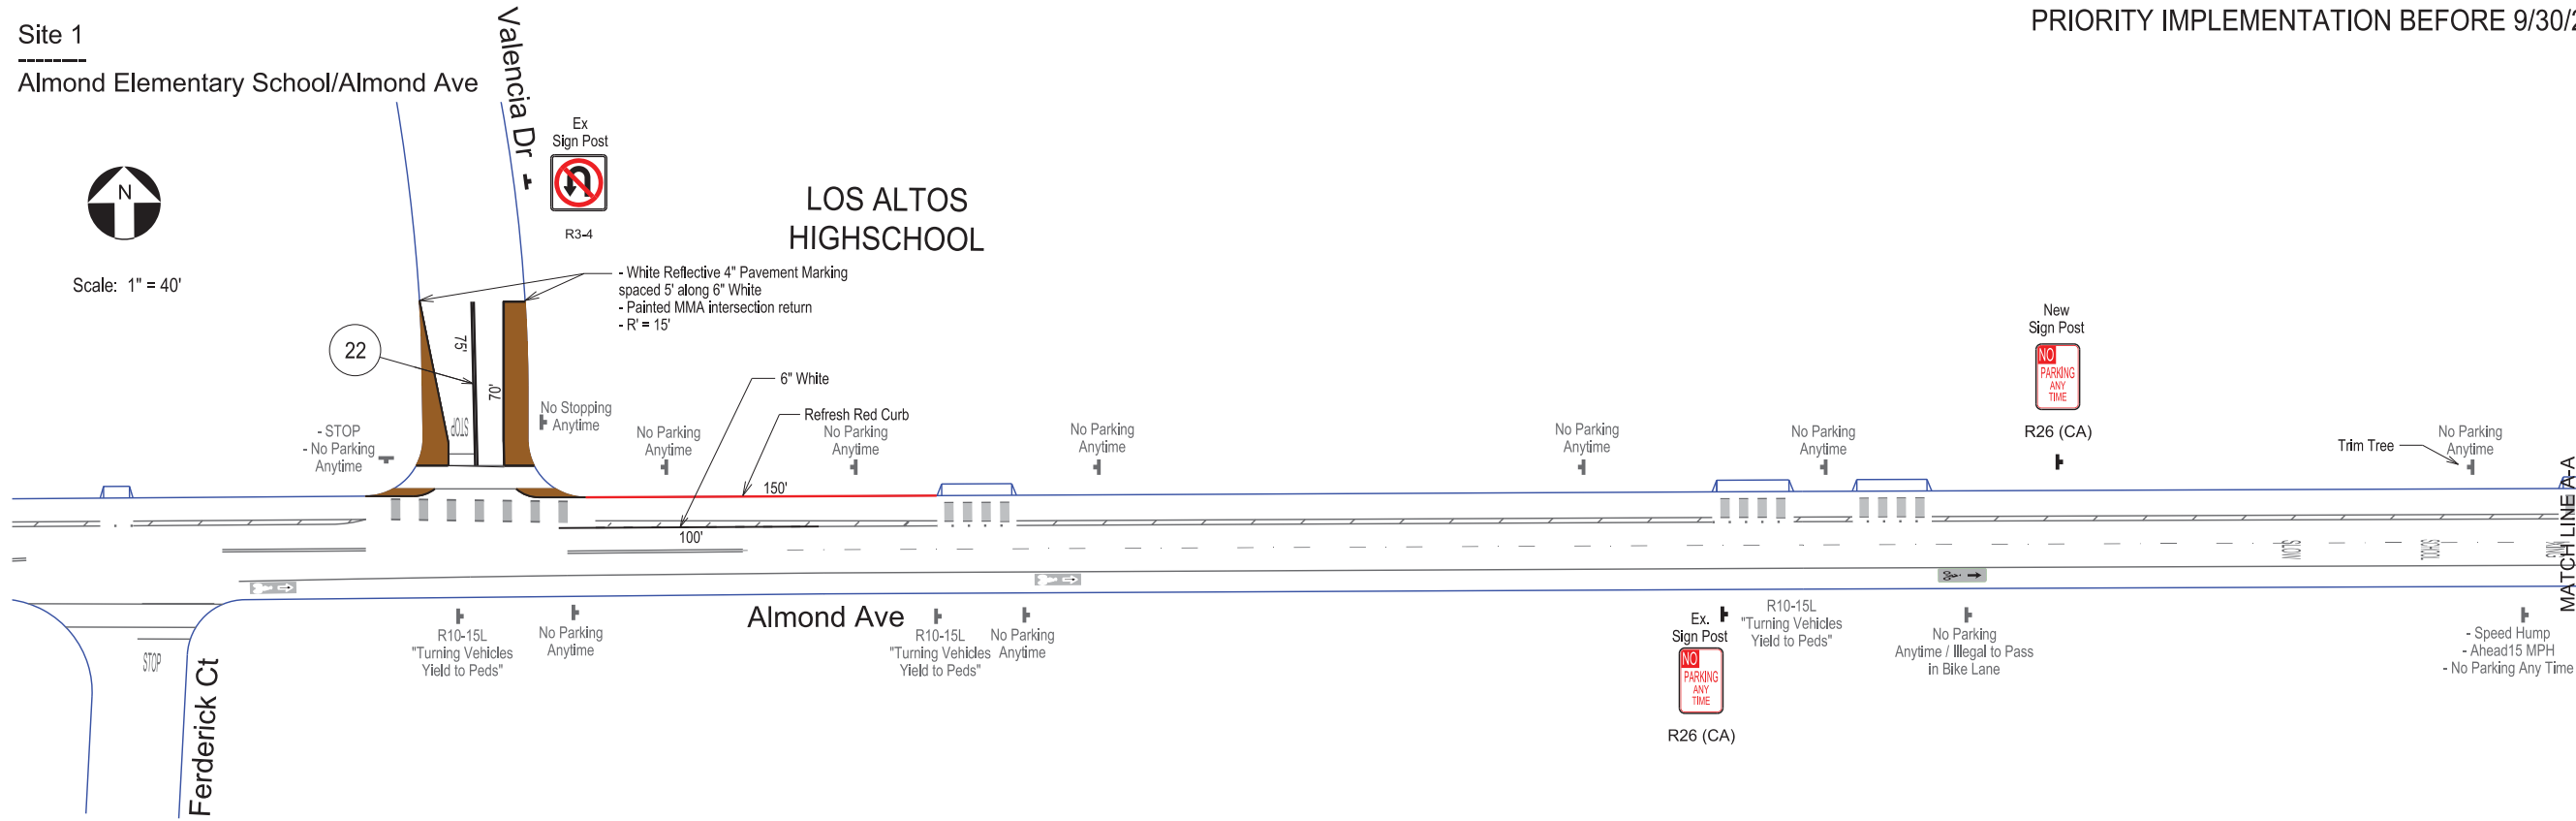 Site 1
--------
Almond Elementary School/Almond Ave
PRIORITY IMPLEMENTATION BEFORE 9/30/2
Valencia Dr
Ex
Sign Post
R3-4
N
Scale: 1" = 40'
LOS ALTOS
HIGHSCHOOL
- White Reflective 4" Pavement Marking
spaced 5' along 6" White
- Painted MMA intersection return
- R' = 15'
22
75'
70'
STOP
6" White
Refresh Red Curb
- STOP
- No Parking
Anytime
No Stopping
Anytime
No Parking
Anytime
No Parking
Anytime
No Parking
Anytime
No Parking
Anytime
No Parking
Anytime
New
Sign Post
NO
PARKING
ANY
TIME
R26 (CA)
Trim Tree
No Parking
Anytime
150'
100'
SLOW
SCHOOL
MATCH LINE A-A
Almond Ave
STOP
Ferderick Ct
R10-15L
"Turning Vehicles
Yield to Peds"
No Parking
Anytime
R10-15L
"Turning Vehicles
Yield to Peds"
No Parking
Anytime
Ex.
Sign Post
NO
PARKING
ANY
TIME
R26 (CA)
R10-15L
"Turning Vehicles
Yield to Peds"
No Parking
Anytime / Illegal to Pass
in Bike Lane
- Speed Hump
- Ahead15 MPH
- No Parking Any Time